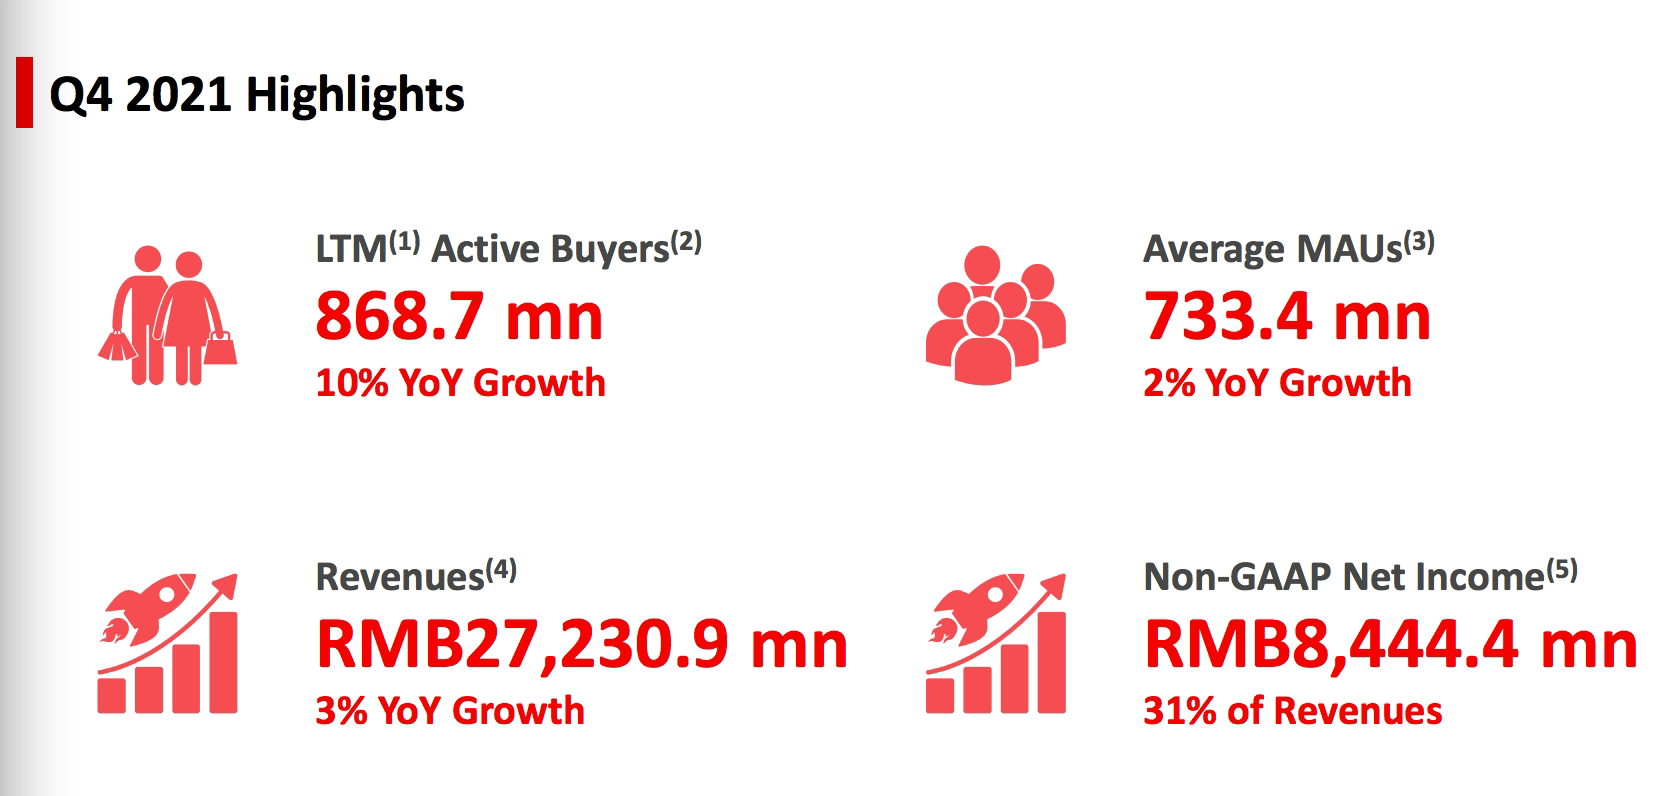 Q4 2021 Highlights
LTM(1) Active Buyers(2)
868.7 mn
10% YoY Growth
Average MAUs(3)
733.4 mn
2% YoY Growth
Revenues(4)
RMB27,230.9 mn
3% YoY Growth
Non-GAAP Net Income(5)
RMB8,444.4 mn
31% of Revenues